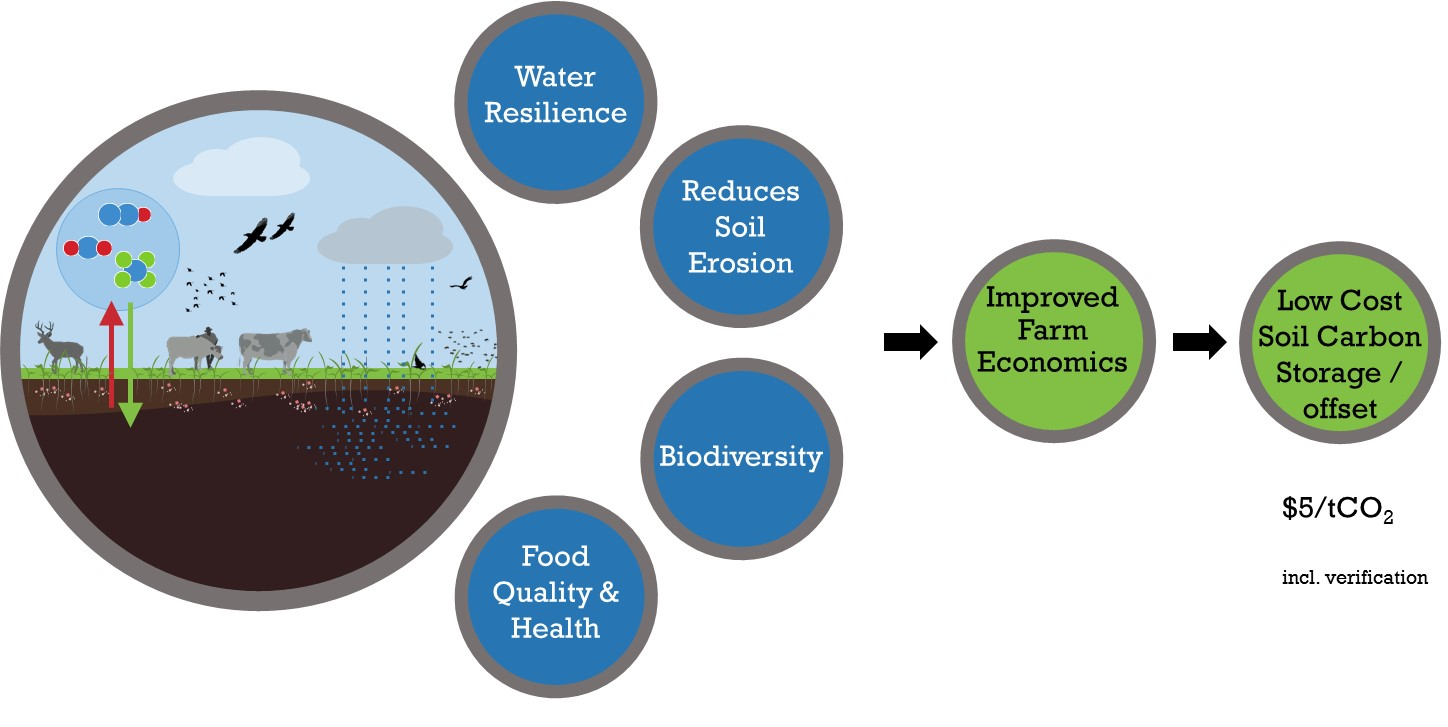 Water
Resilience
Reduces
Soil
Erosion
Biodiversity
Food
Quality &
Health
Improved
Farm
Economics
Low Cost
Soil Carbon
Storage /
offset
$5/tCO₂
incl. verification